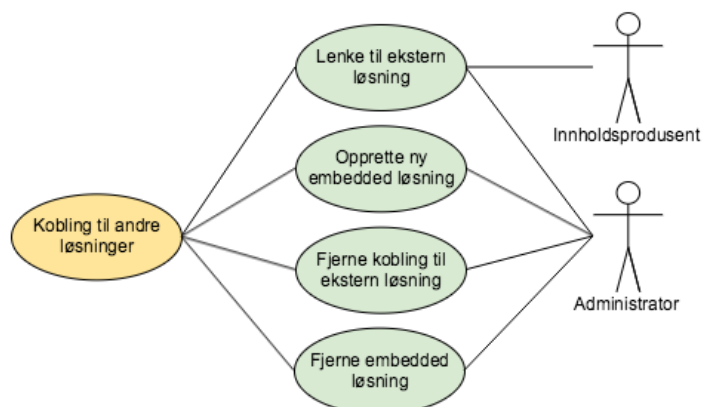 Lenke til ekstern
løsning
Innholdsprodusent
Opprette ny
embedded løsning
Kobling til andre
løsninger
Fjerne kobling til
ekstern løsning
Administrator
Fjerne embedded
løsning